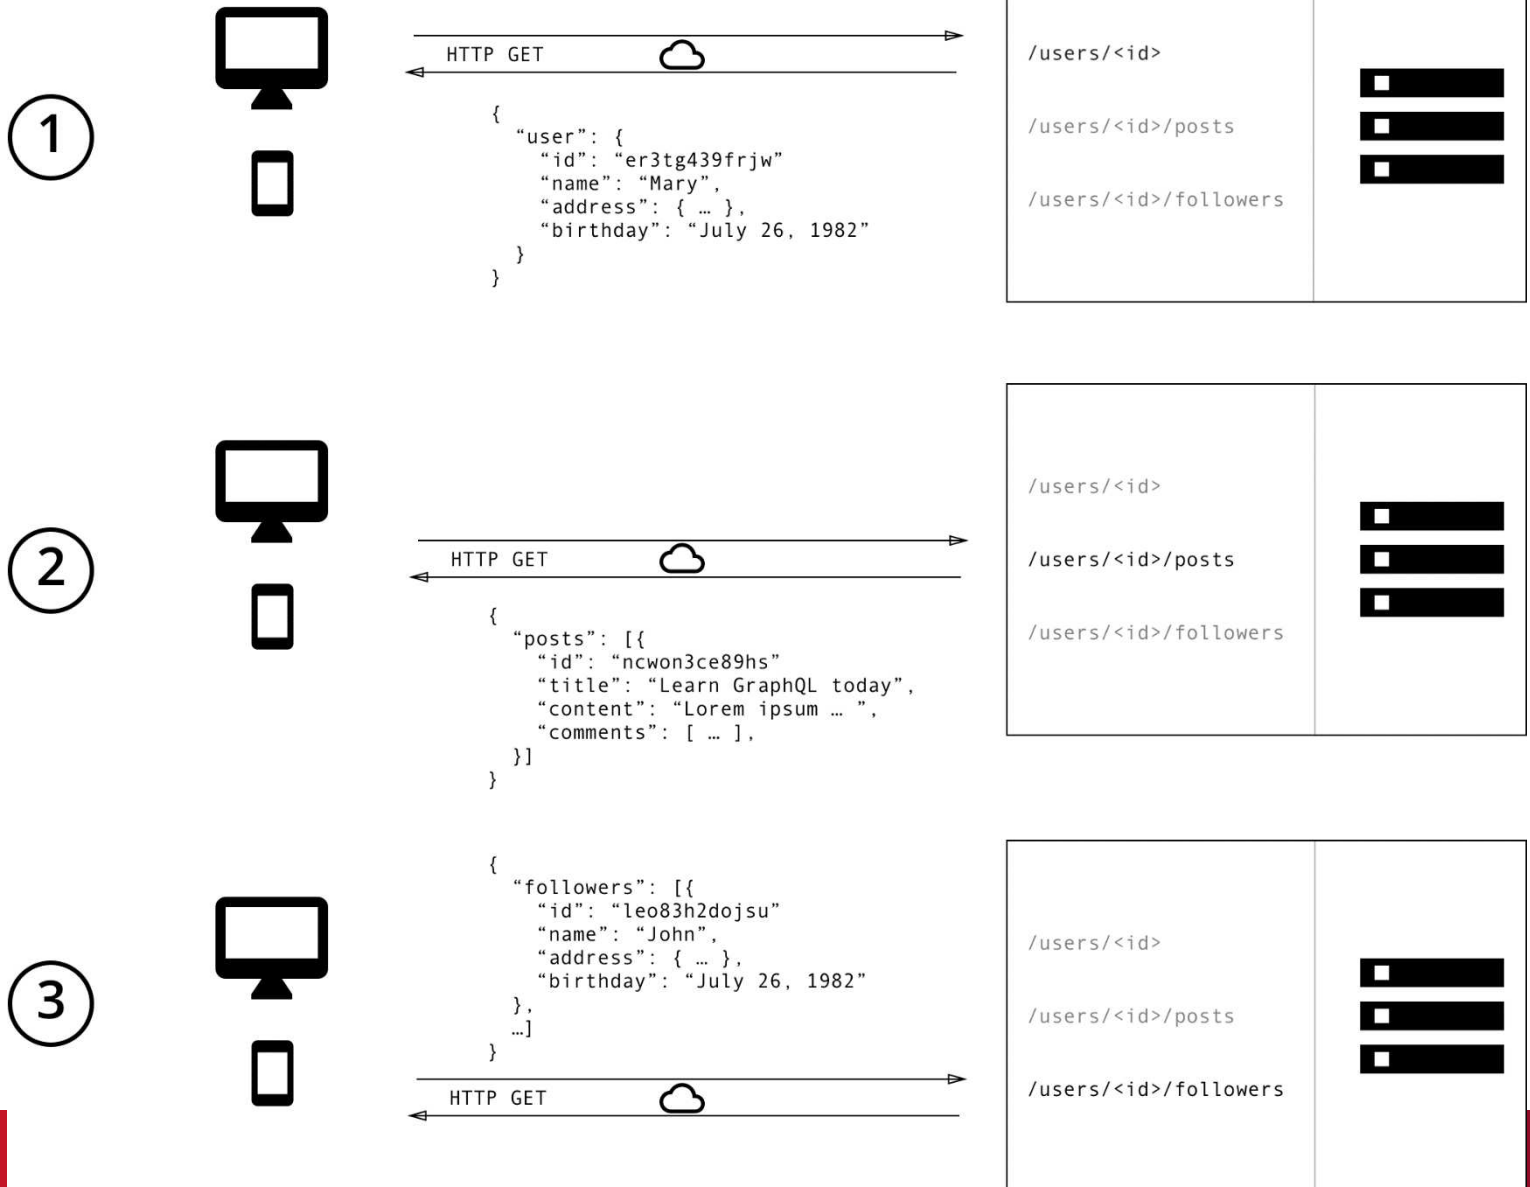 1
HTTP GET
{
“user”: {
“id”: “er3tg439frjw”
“name”: “Mary”,
“address”: { … },
“birthday”: “July 26, 1982”
}
}
/users/<id>
/users/<id>/posts
/users/<id>/followers
2
HTTP GET
{
“posts”: [{
“id”: “ncwon3ce89hs”
“title”: “Learn GraphQL today”,
“content”: “Lorem ipsum … ”,
“comments”: [ … ],
}]
}
/users/<id>
/users/<id>/posts
/users/<id>/followers
3
{
“followers”: [{
“id”: “leo83h2dojsu”
“name”: “John”,
“address”: { … },
“birthday”: “July 26, 1982”
},
…]
}
HTTP GET
/users/<id>
/users/<id>/posts
/users/<id>/followers